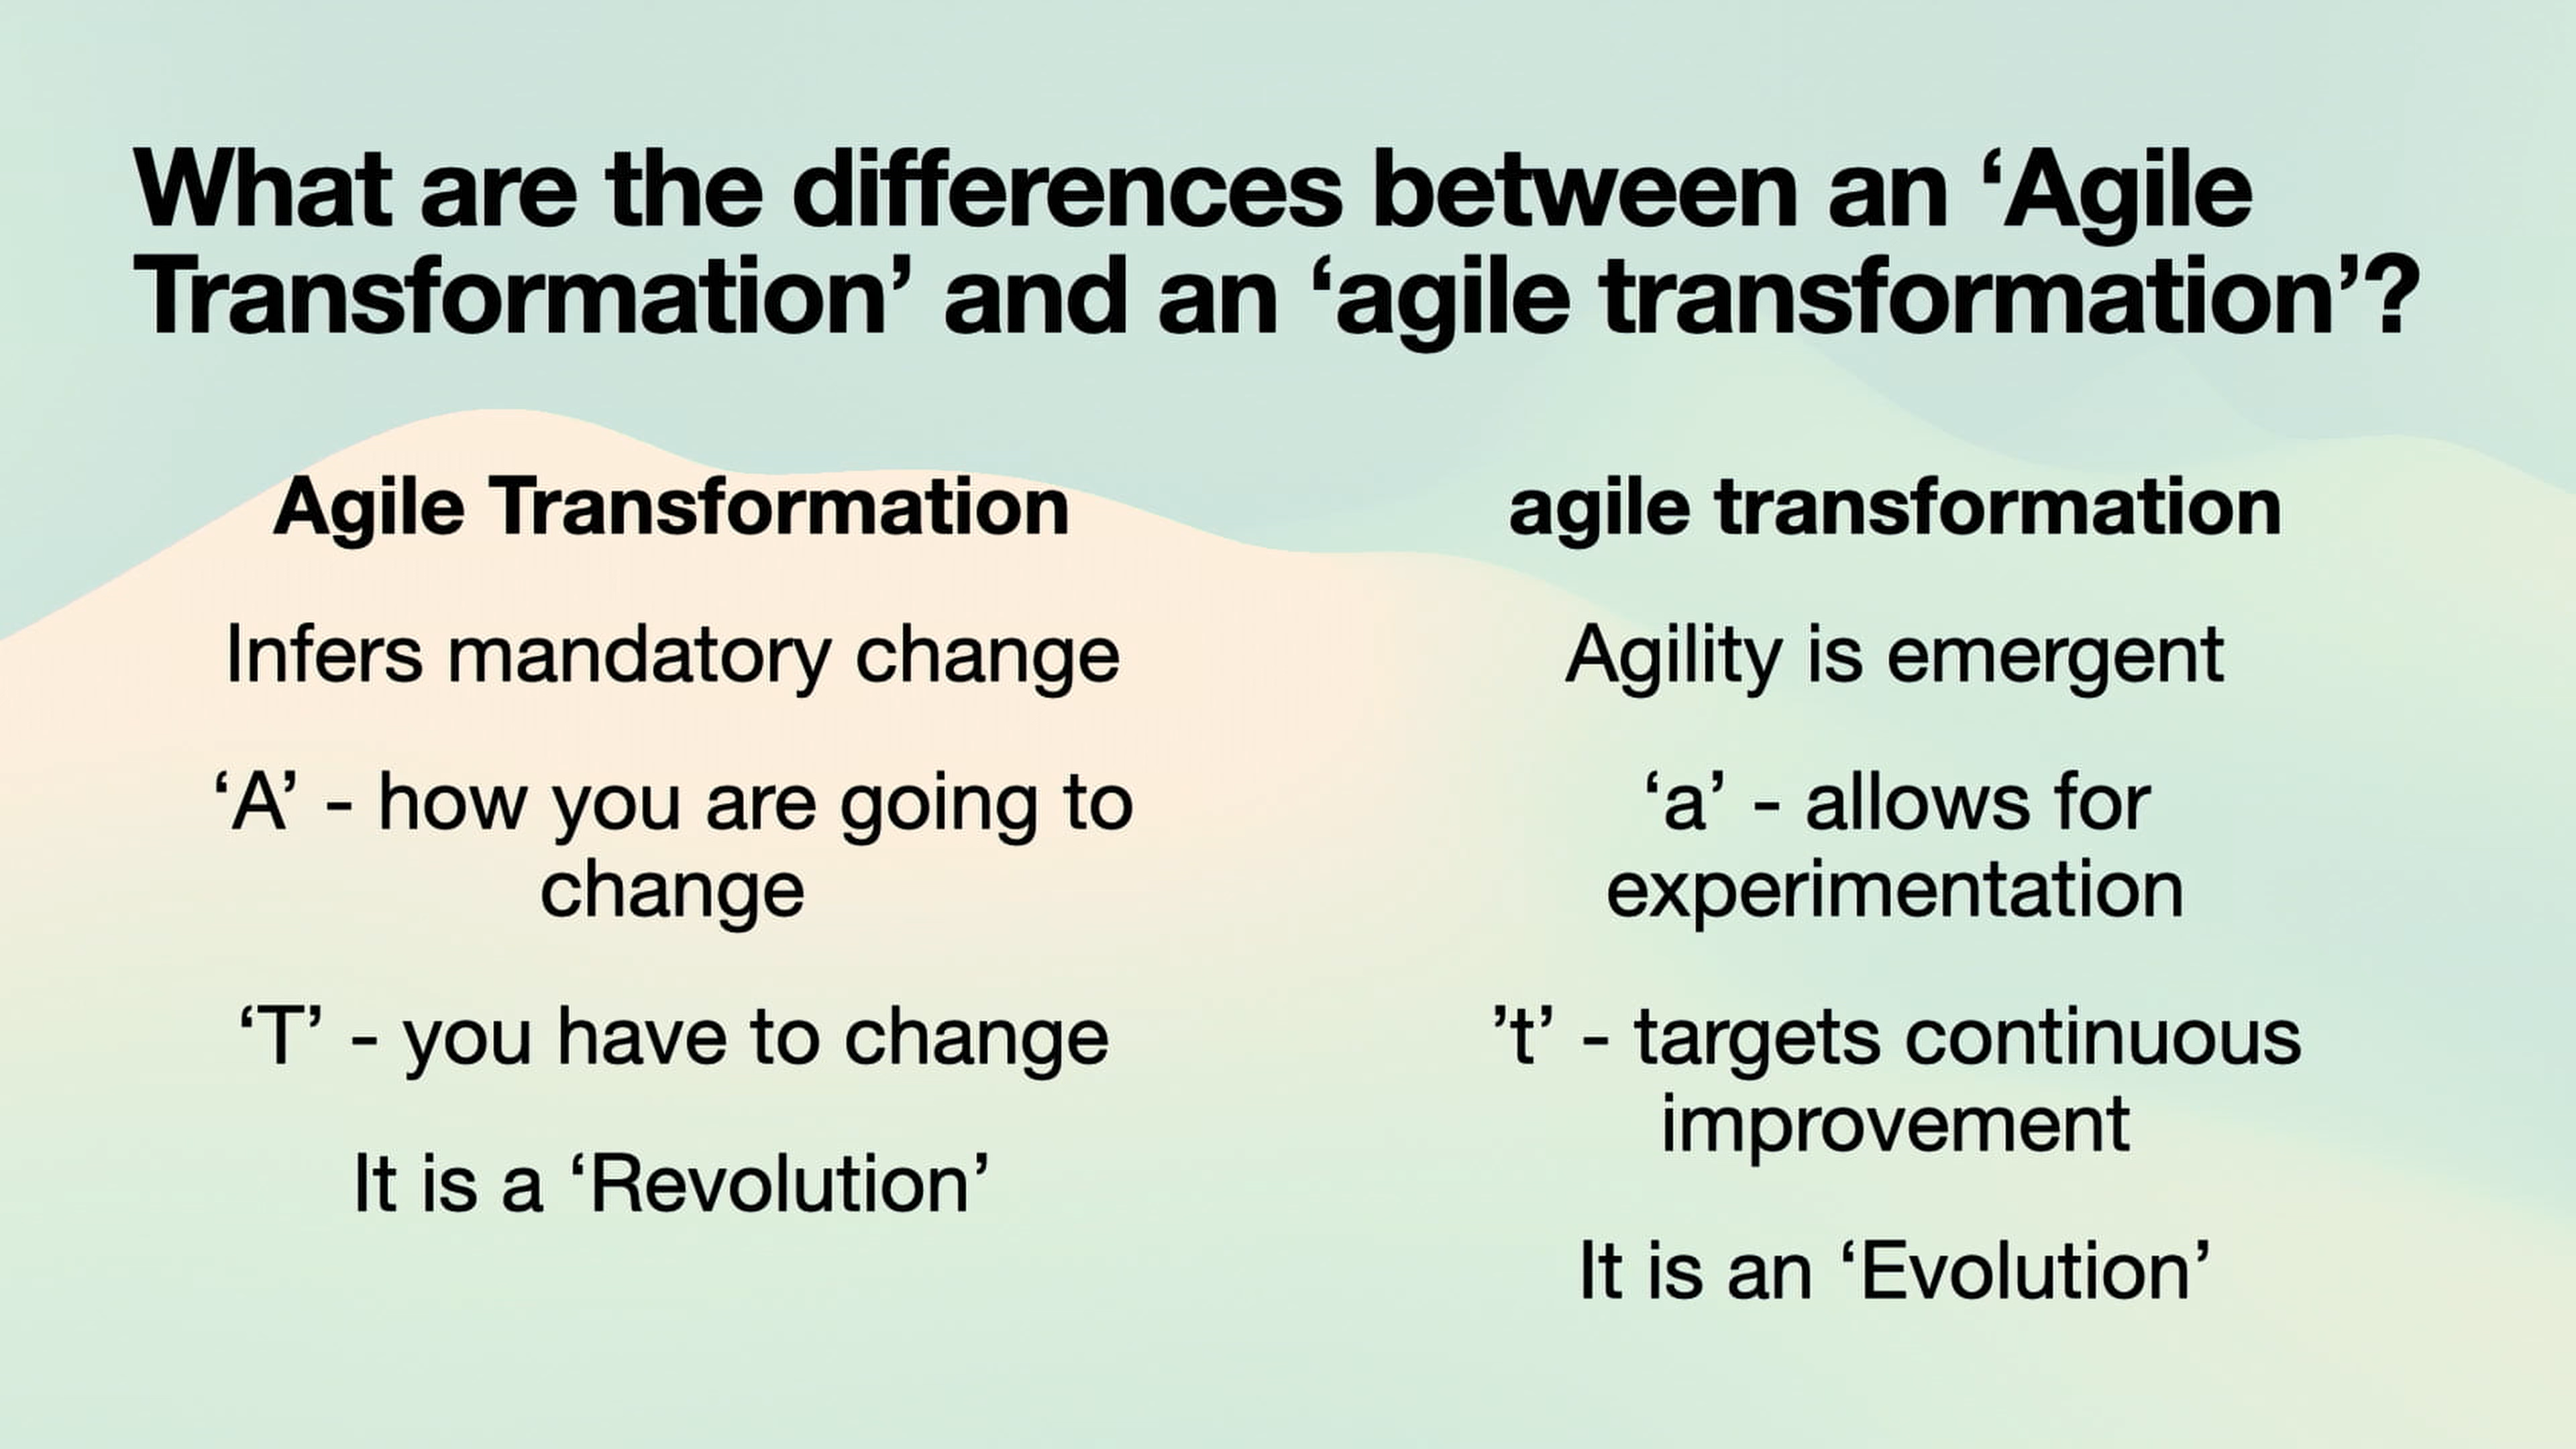 What are the differences between an ‘Agile
Transformation’ and an ‘agile transformation’?
Agile Transformation
Infers mandatory change
‘A’ - how you are going to
change
‘T’ - you have to change
It is a ‘Revolution’
agile transformation
Agility is emergent
‘a’ - allows for
experimentation
’t’ - targets continuous
improvement
It is an ‘Evolution’